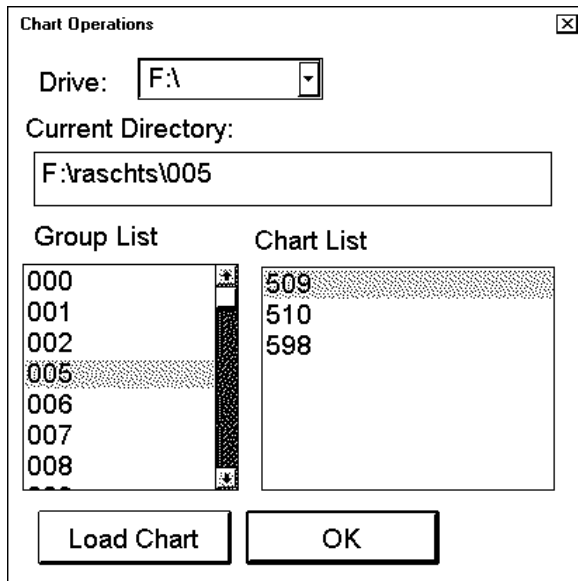 Chart Operations
Drive: F:\
Current Directory:
F:\raschts\005
Group List
000
001
002
005
006
007
008
Chart List
509
510
598
Load Chart
OK